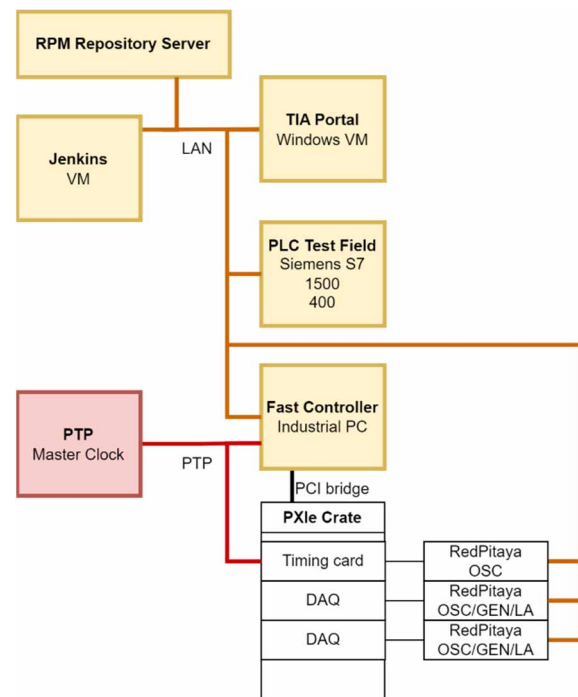 RPM Repository Server
TIA Portal
Windows VM
Jenkins
VM
LAN
PLC Test Field
Siemens S7
1500
400
Fast Controller
Industrial PC
PTP
Master Clock
PTP
PCI bridge
PXIe Crate
Timing card
RedPitaya
OSC
DAQ
RedPitaya
OSC/GEN/LA
DAQ
RedPitaya
OSC/GEN/LA